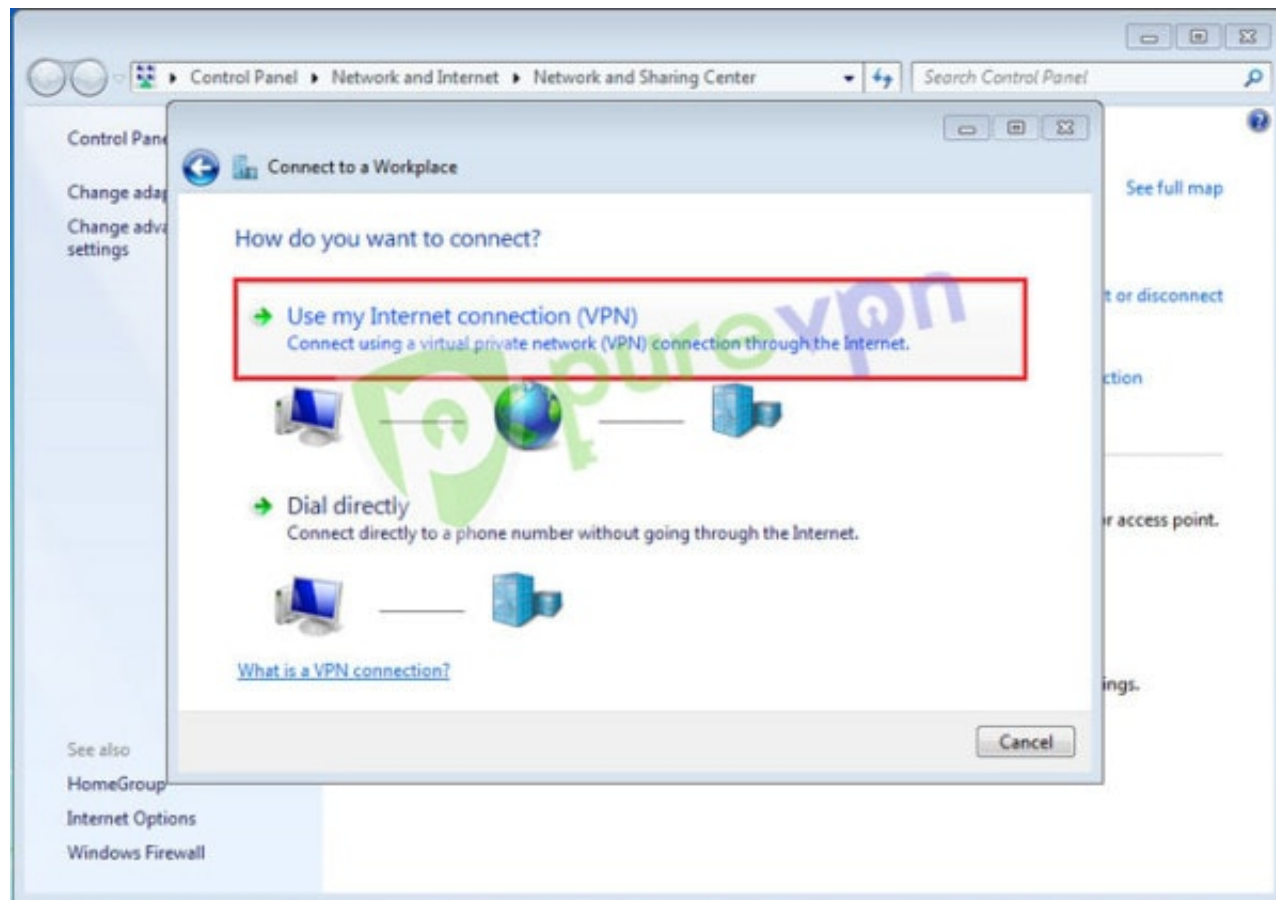 Control Panel ▸ Network and Internet ▸ Network and Sharing Center
Search Control Panel
Control Pane
Change adap
Change adva
settings
See full map
t or disconnect
ction
r access point.
ings.
Connect to a Workplace
How do you want to connect?
Use my Internet connection (VPN)
Connect using a virtual private network (VPN) connection through the Internet.
purevpn
Dial directly
Connect directly to a phone number without going through the Internet.
What is a VPN connection?
Cancel
See also
HomeGroup
Internet Options
Windows Firewall